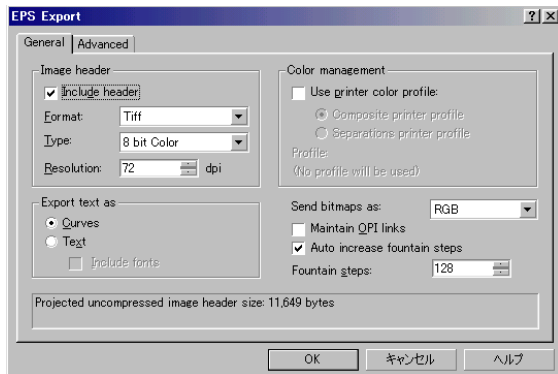 EPS Export
General
Advanced
Image header
Include header
Format:
Tiff
Type:
8 bit Color
Resolution:
72
dpi
Export text as
Curves
Text
Include fonts
Color management
Use printer color profile:
Composite printer profile
Separations printer profile
Profile:
(No profile will be used)
Send bitmaps as:
RGB
Maintain OPI links
Auto increase fountain steps
Fountain steps:
128
Projected uncompressed image header size: 11,649 bytes
OK
キャンセル
ヘルプ